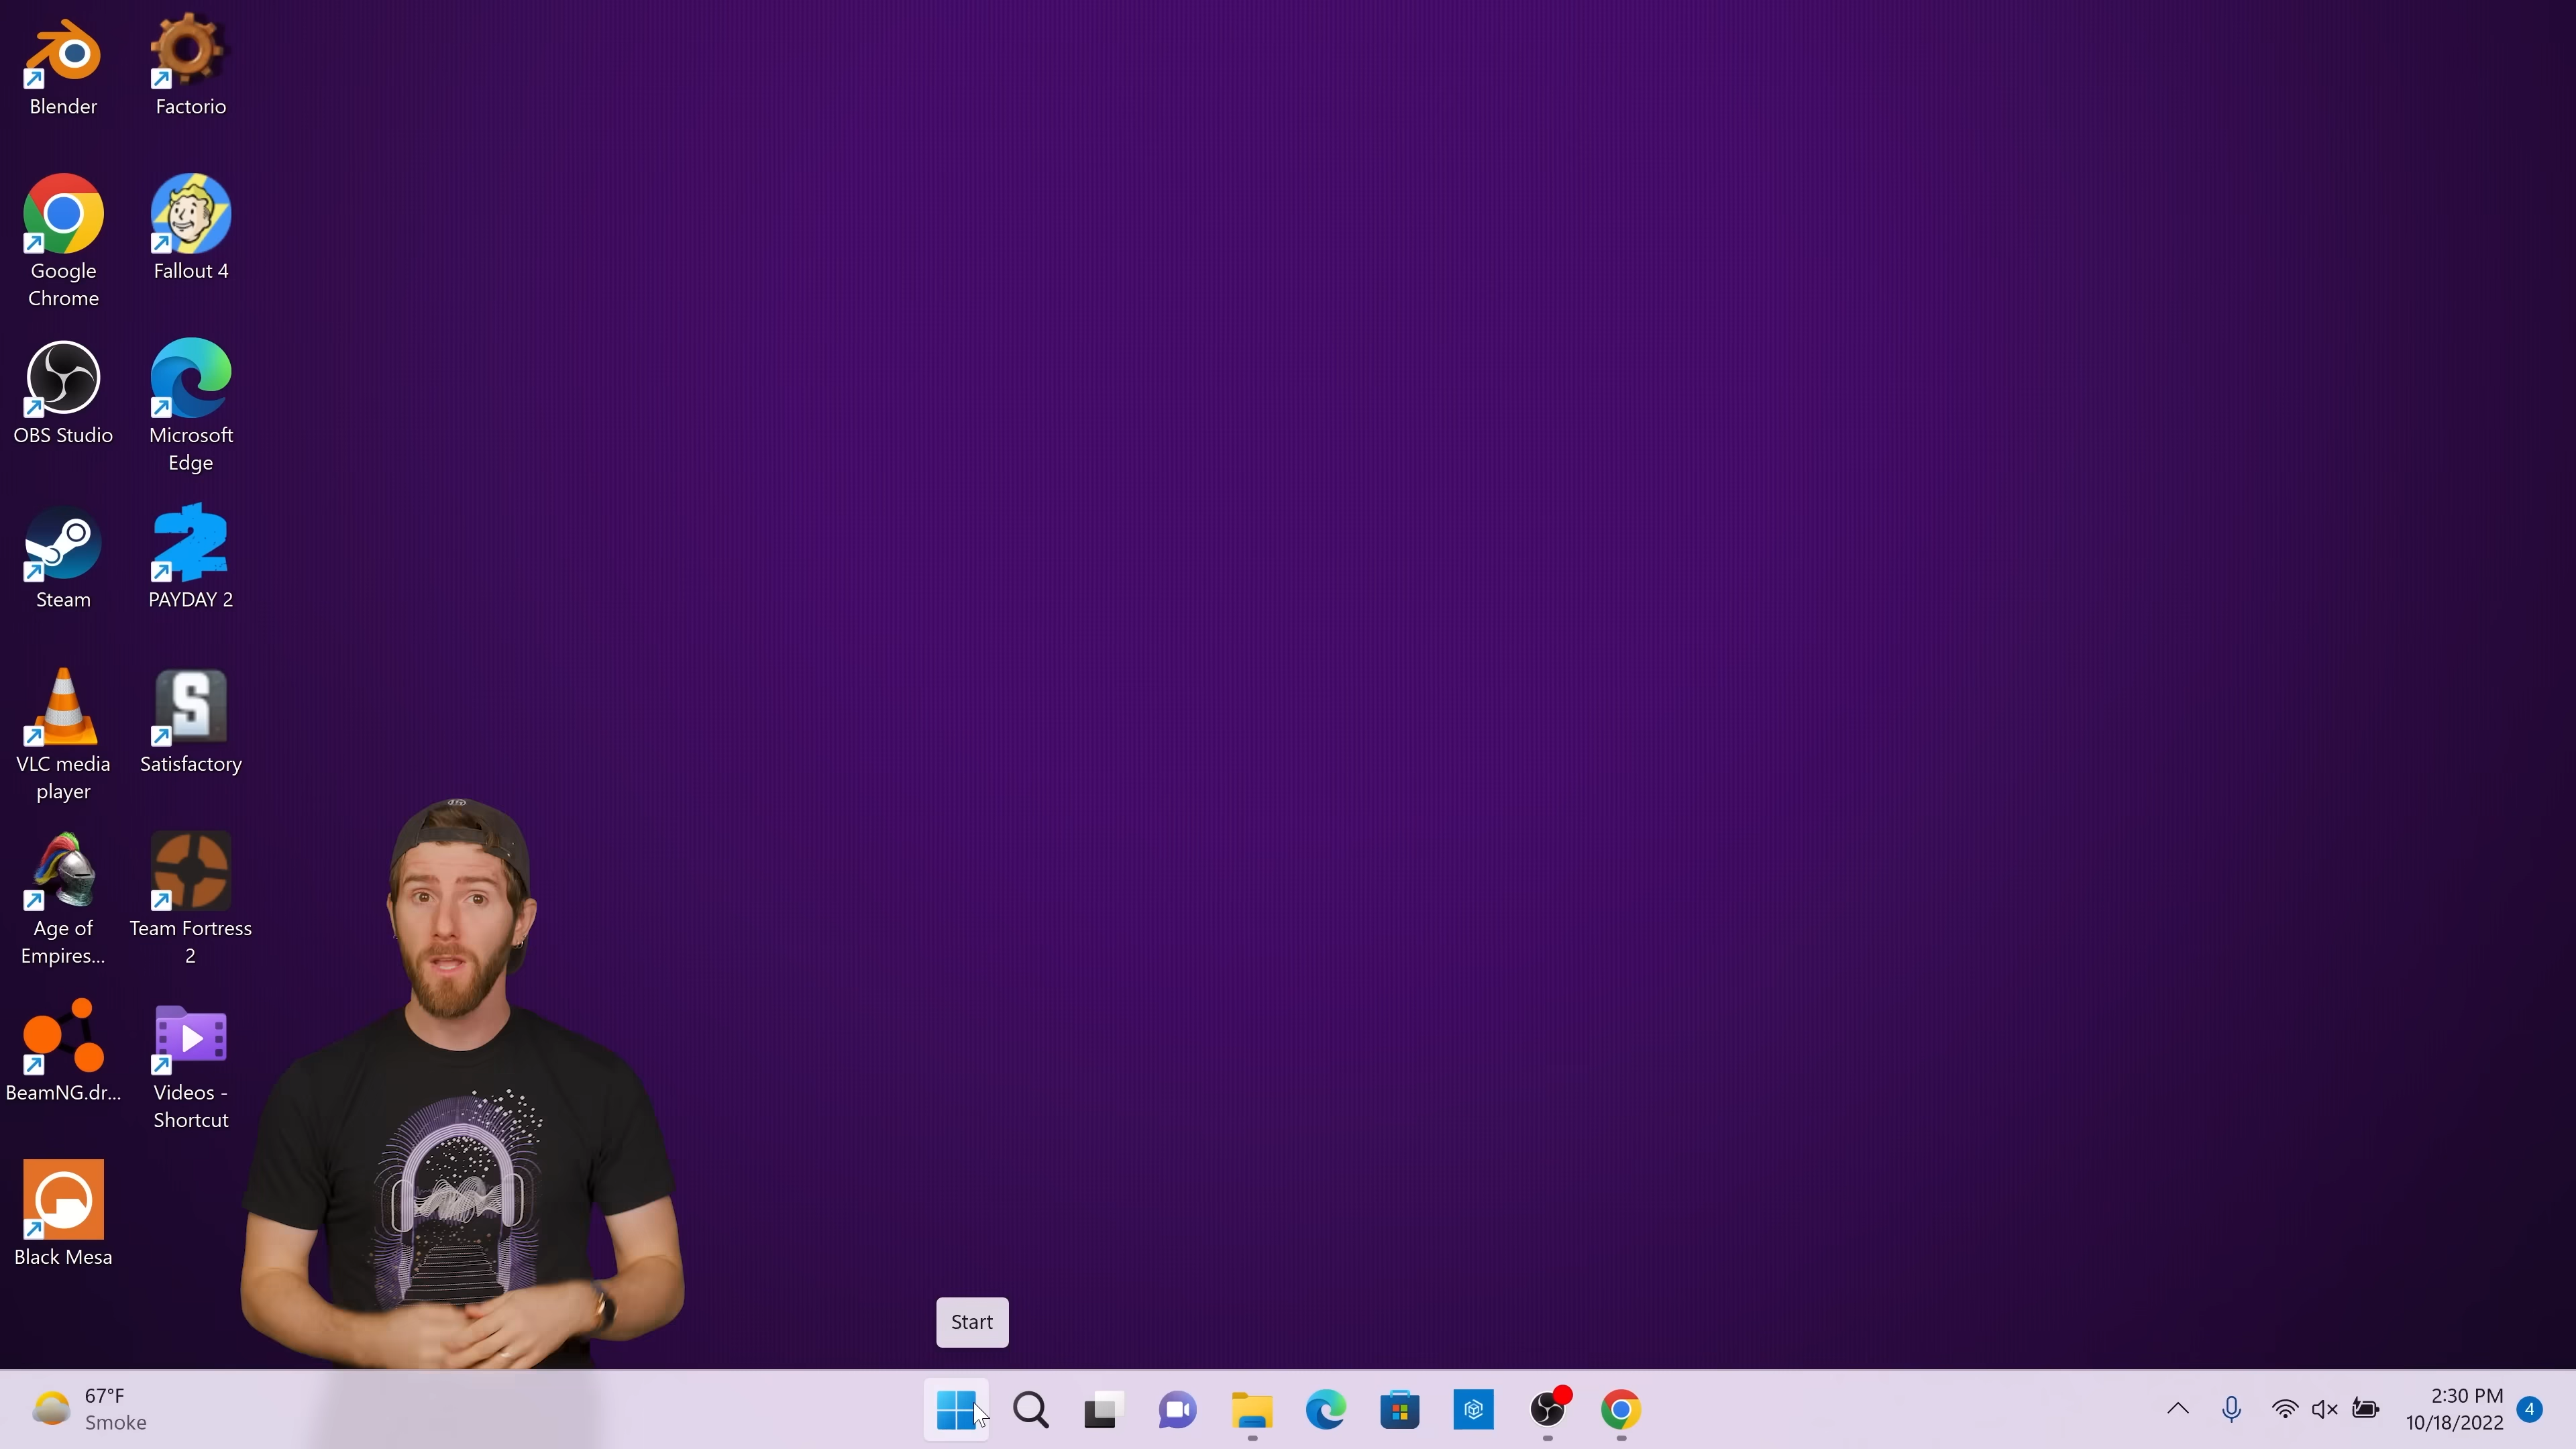 Blender
Factorio
Google
Chrome
Fallout 4
OBS Studio
Microsoft
Edge
Steam
PAYDAY 2
VLC media
player
Satisfactory
Age of
Empires...
Team Fortress
2
BeamNG.dr...
Videos -
Shortcut
Black Mesa
Start
67°F
Smoke
2:30 PM
10/18/2022
4